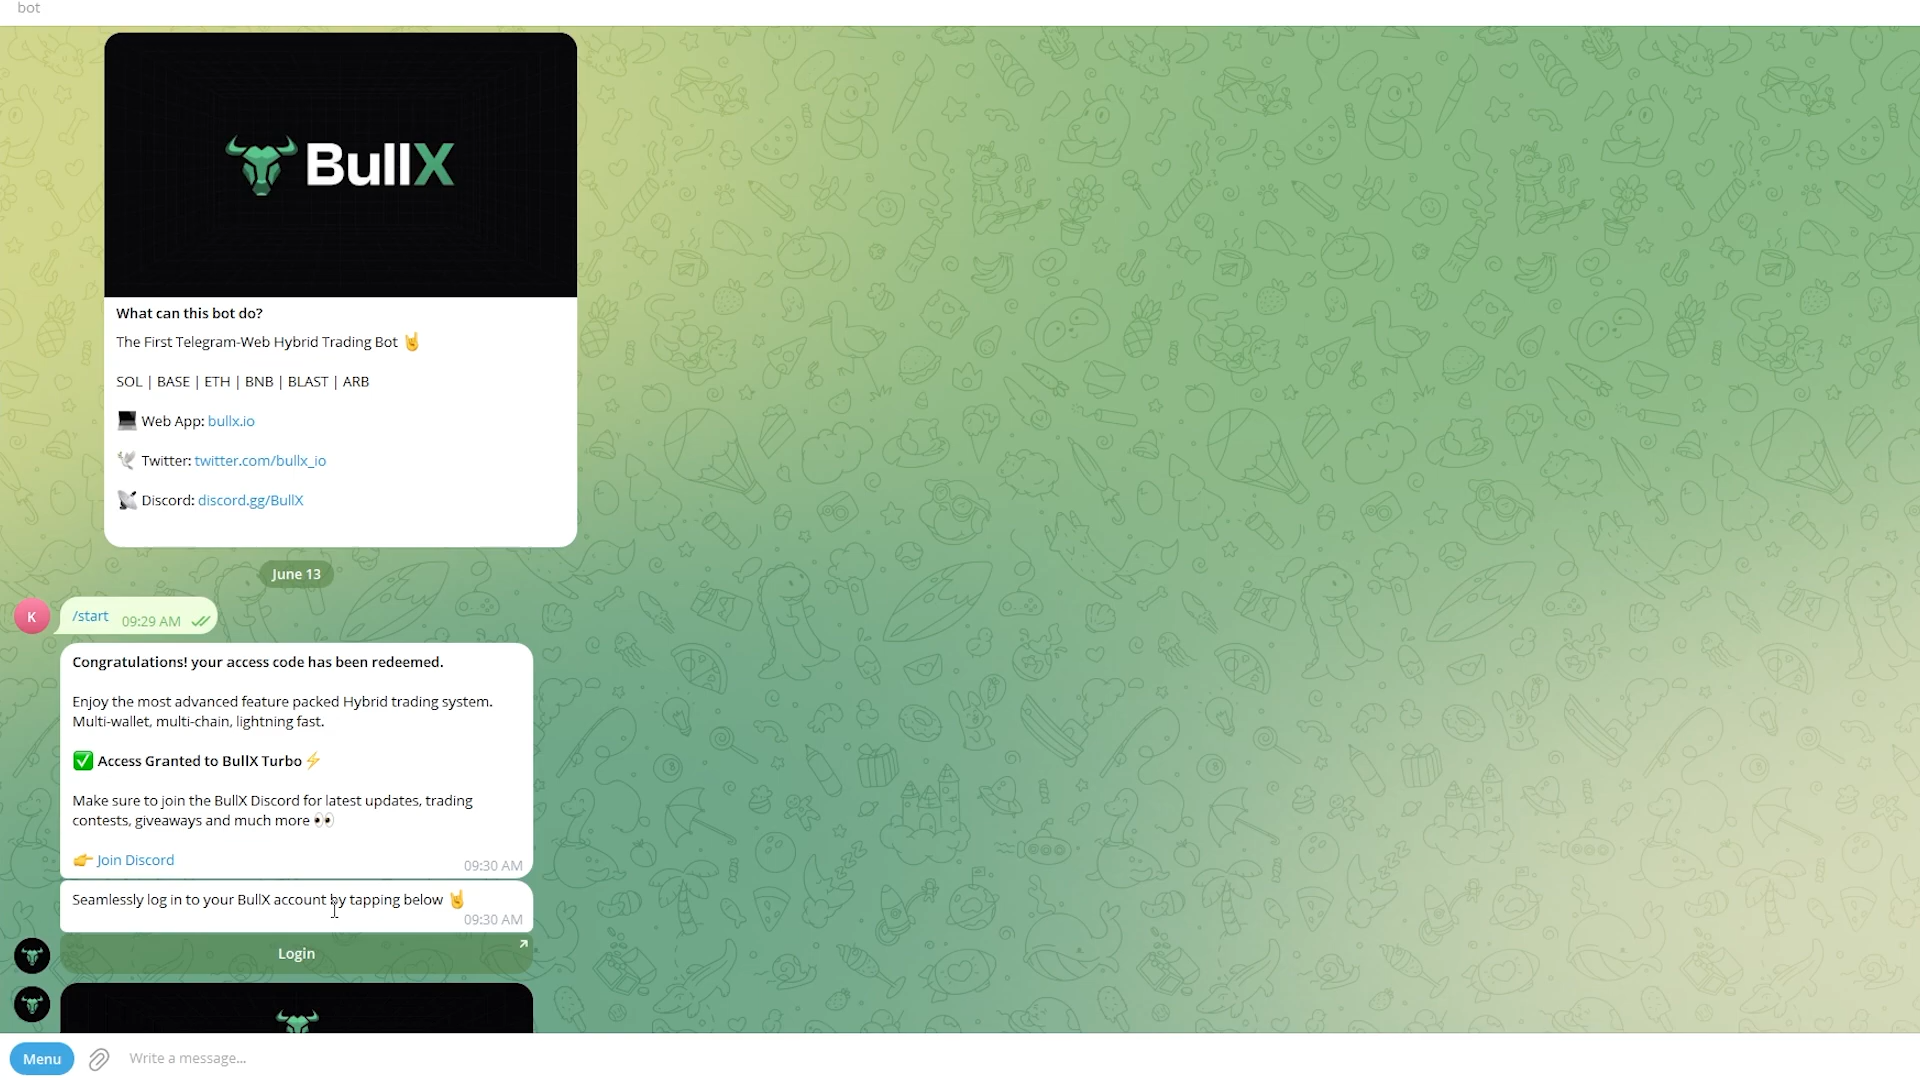 bot
BullX
What can this bot do?
The First Telegram-Web Hybrid Trading Bot 🤘
SOL | BASE | ETH | BNB | BLAST | ARB
💻 Web App: bullx.io
🕊 Twitter: twitter.com/bullx_io
📡 Discord: discord.gg/BullX
June 13
K
/start 09:29 AM
Congratulations! your access code has been redeemed.
Enjoy the most advanced feature packed Hybrid trading system.
Multi-wallet, multi-chain, lightning fast.
✅ Access Granted to BullX Turbo ⚡
Make sure to join the BullX Discord for latest updates, trading
contests, giveaways and much more 👀
👉 Join Discord
09:30 AM
Seamlessly log in to your BullX account by tapping below 🤘
09:30 AM
Login
Menu
Write a message...